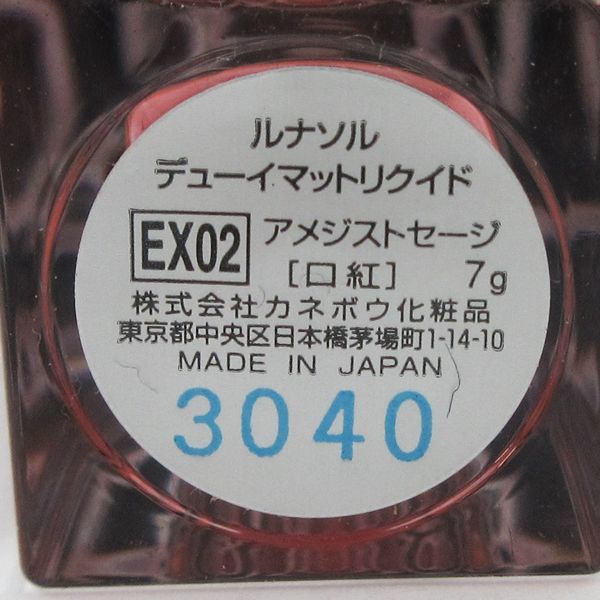 ルナソル
デューイマットリクイド
EX02 アメジストセージ
[口紅] 7g
株式会社カネボウ化粧品
東京都中央区日本橋茅場町1-14-10
MADE IN JAPAN
3040